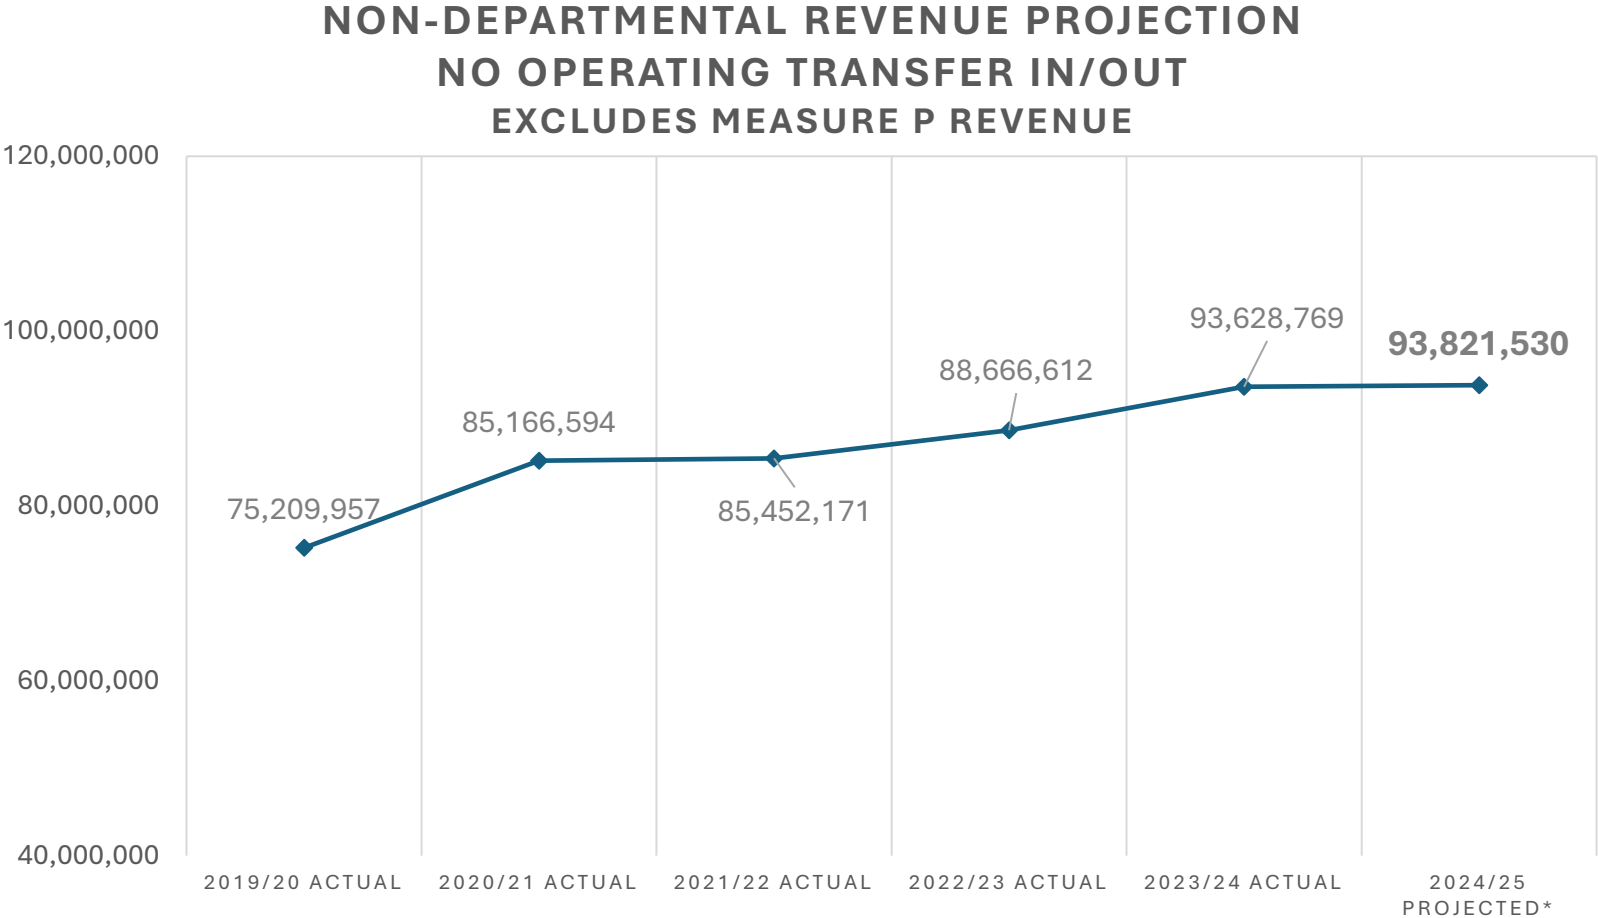 NON-DEPARTMENTAL REVENUE PROJECTION
NO OPERATING TRANSFER IN/OUT
EXCLUDES MEASURE P REVENUE
120,000,000
100,000,000
80,000,000
60,000,000
40,000,000
75,209,957
85,166,594
85,452,171
88,666,612
93,628,769
93,821,530
2019/20 ACTUAL
2020/21 ACTUAL
2021/22 ACTUAL
2022/23 ACTUAL
2023/24 ACTUAL
2024/25
PROJECTED*